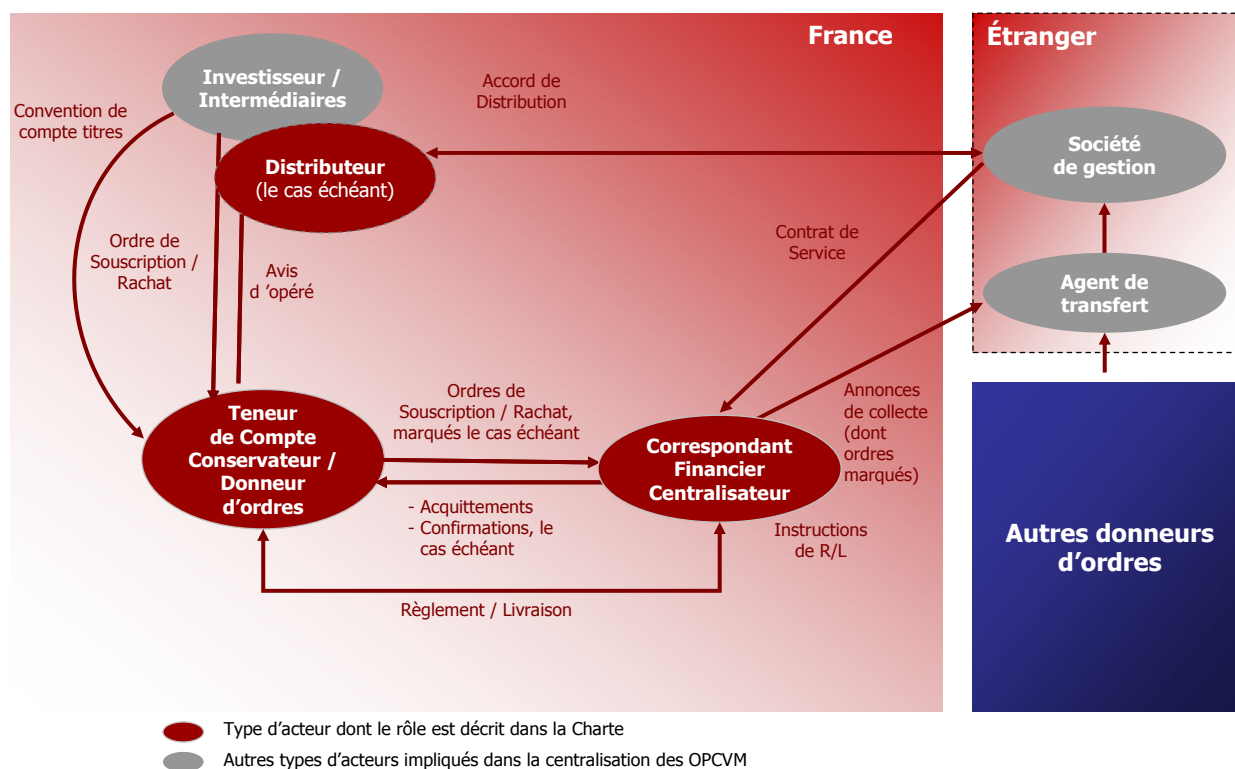 France
Étranger
Investisseur /
Intermédiaires
Accord de
Distribution
Convention de
compte titres
Distributeur
(le cas échéant)
Société
de gestion
Ordre de
Souscription /
Rachat
Avis
d ’opéré
Contrat de
Service
Agent de
transfert
Teneur
de Compte
Conservateur /
Donneur
d’ordres
Ordres de
Souscription / Rachat,
marqués le cas échéant
Correspondant
Financier
Centralisateur
Annonces
de collecte
(dont
ordres
marqués)
- Acquittements
- Confirmations, le
cas échéant
Instructions
de R/L
Autres donneurs
d’ordres
Règlement / Livraison
Type d’acteur dont le rôle est décrit dans la Charte
Autres types d’acteurs impliqués dans la centralisation des OPCVM